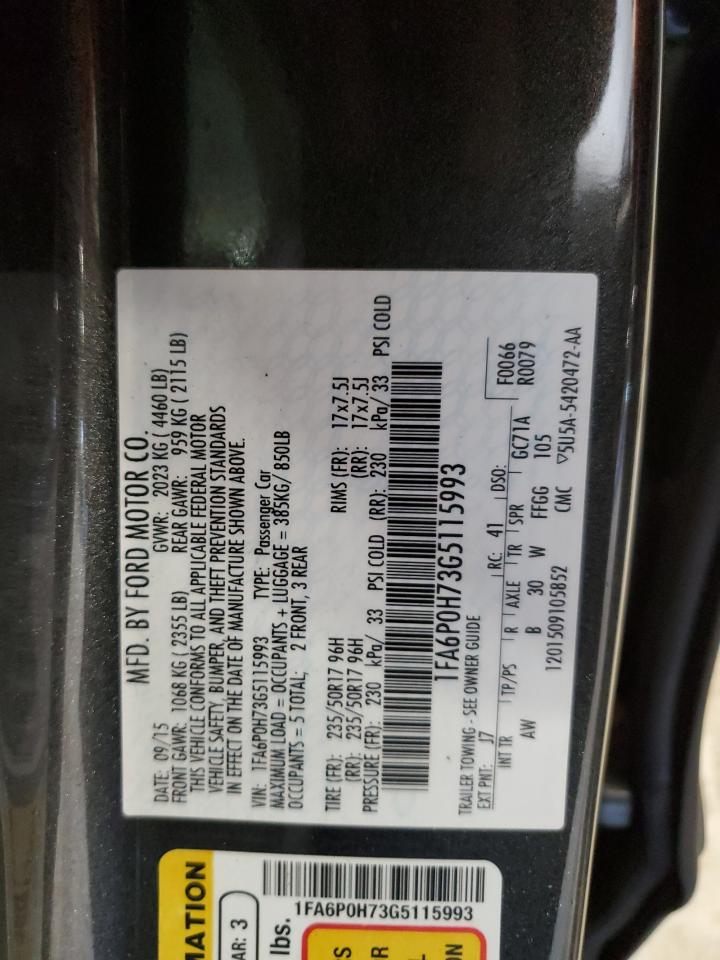 MFD. BY FORD MOTOR CO.
DATE: 09/15 GVWR: 2023 KG ( 4460 LB)
FRONT GAWR: 1068 KG ( 2355 LB) REAR GAWR: 959 KG ( 2115 LB)
THIS VEHICLE CONFORMS TO ALL APPLICABLE FEDERAL MOTOR
VEHICLE SAFETY, BUMPER, AND THEFT PREVENTION STANDARDS
IN EFFECT ON THE DATE OF MANUFACTURE SHOWN ABOVE.
VIN: 1FA6P0H73G5115993 TYPE: Passenger Car
MAXIMUM LOAD = OCCUPANTS + LUGGAGE = 385KG/ 850LB
OCCUPANTS = 5 TOTAL; 2 FRONT, 3 REAR
TIRE (FR): 235/50R17 96H RIMS (FR): 17x7.5J
(RR): 235/50R17 96H (RR): 17x7.5J
PRESSURE (FR): 230 kPa/ 33 PSI COLD (RR): 230 kPa/ 33 PSI COLD
1FA6P0H73G5115993
TRAILER TOWING - SEE OWNER GUIDE
EXT PNT: J7 RC: 41 DSO: F0066
INT TR TP/PS R AXLE TR SPR R0079
AW B 30 W FFGG GC71A
105
1201509105852 CMC ▽5U5A-5420472-AA
MATION
AR: 3
lbs.
1FA6P0H73G5115993
S
R
L
ON